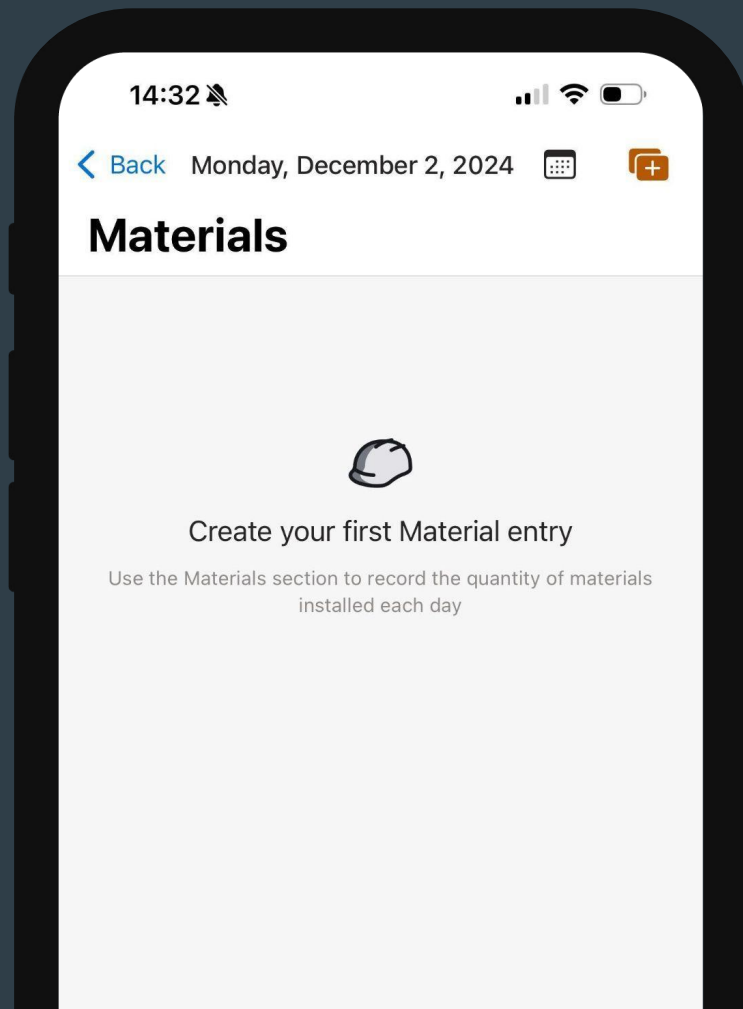 14:32
Back Monday, December 2, 2024
Materials
Create your first Material entry
Use the Materials section to record the quantity of materials
installed each day